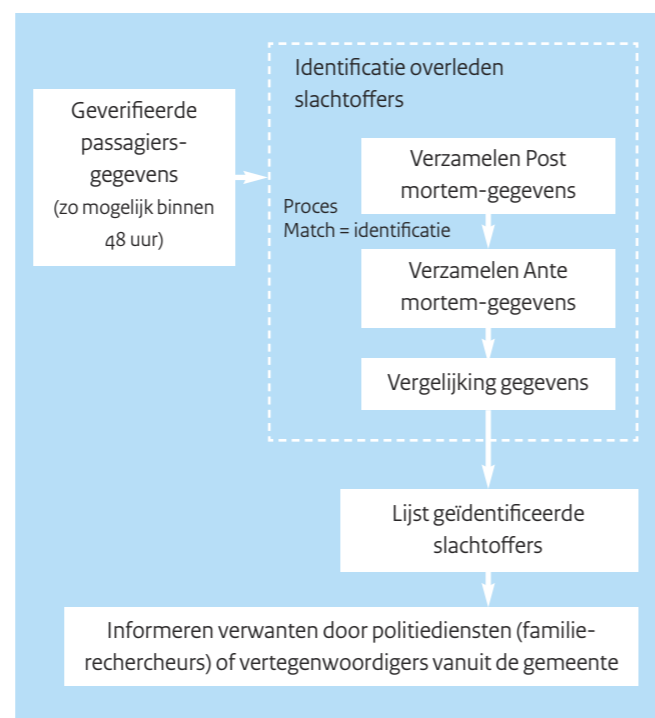 Geverifieerde
passagiers-
gegevens
(zo mogelijk binnen
48 uur)
Identificatie overleden
slachtoffers
Verzamelen Post
mortem-gegevens
Proces
Match = identificatie
Verzamelen Ante
mortem-gegevens
Vergelijking gegevens
Lijst geïdentificeerde
slachtoffers
Informeren verwanten door politiediensten (familie-
rechercheurs) of vertegenwoordigers vanuit de gemeente